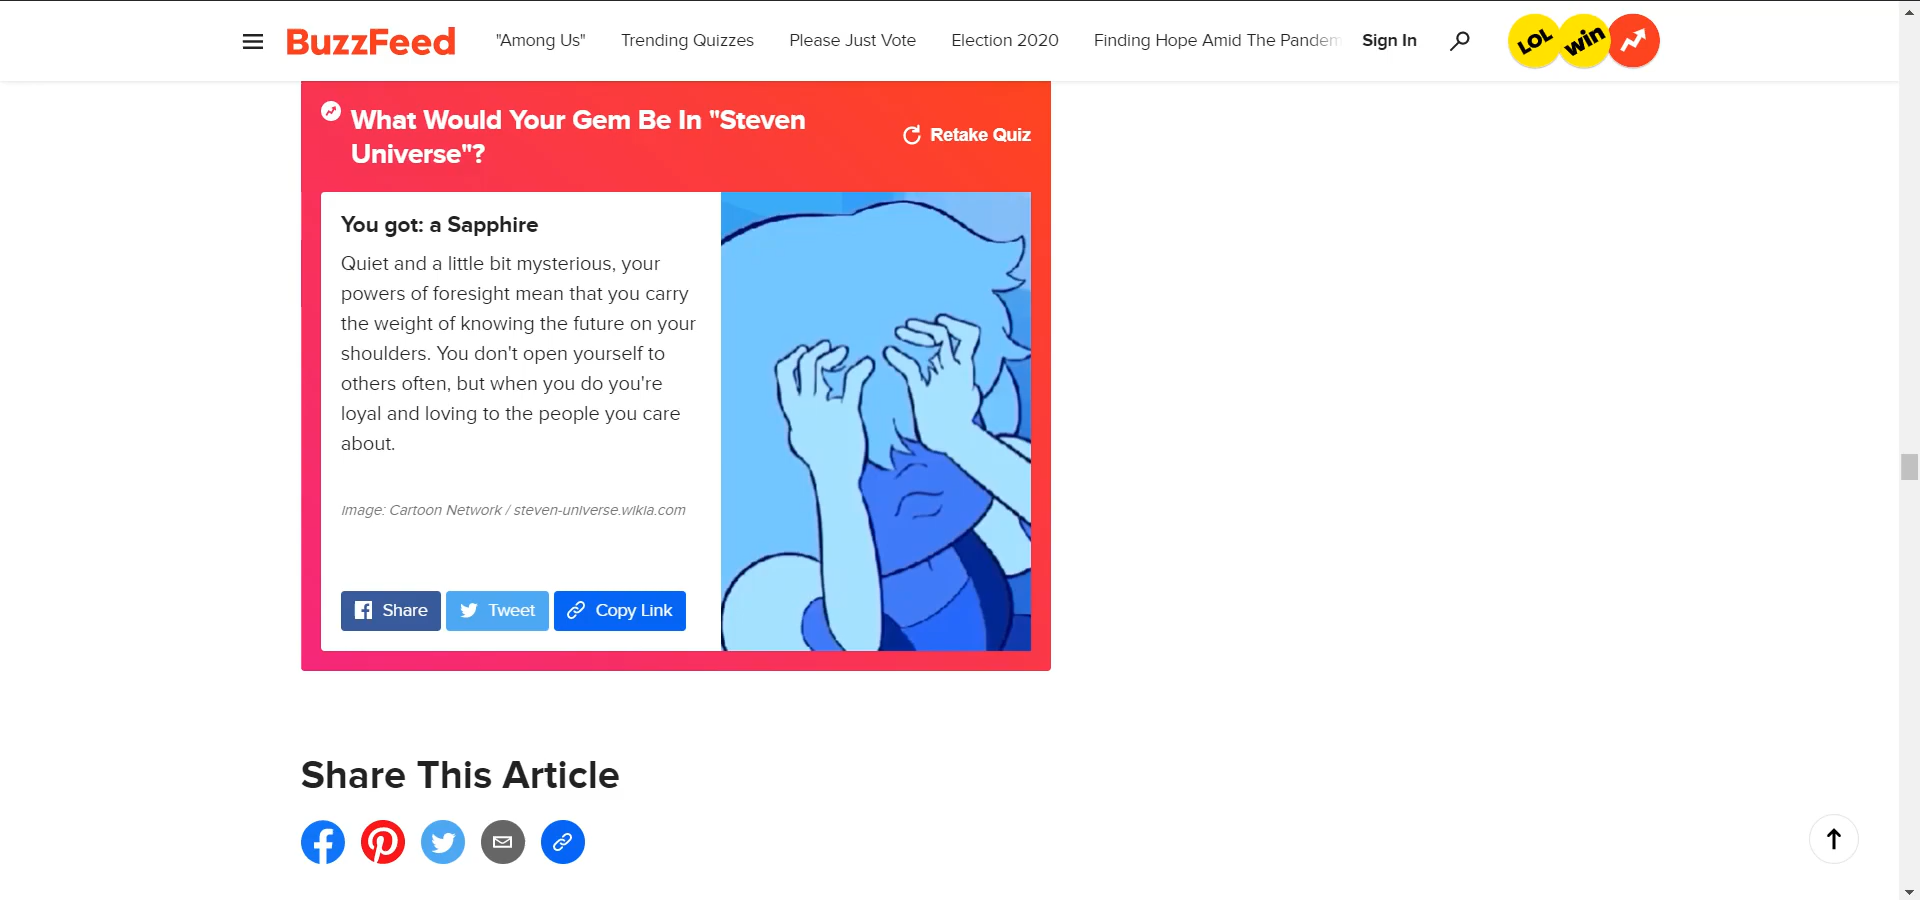 BuzzFeed
"Among Us"
Trending Quizzes
Please Just Vote
Election 2020
Finding Hope Amid The Pandem
Sign In
LOL
win
What Would Your Gem Be In "Steven
Universe"?
Retake Quiz
You got: a Sapphire
Quiet and a little bit mysterious, your
powers of foresight mean that you carry
the weight of knowing the future on your
shoulders. You don't open yourself to
others often, but when you do you're
loyal and loving to the people you care
about.
Image: Cartoon Network / steven-universe.wikia.com
Share
Tweet
Copy Link
Share This Article